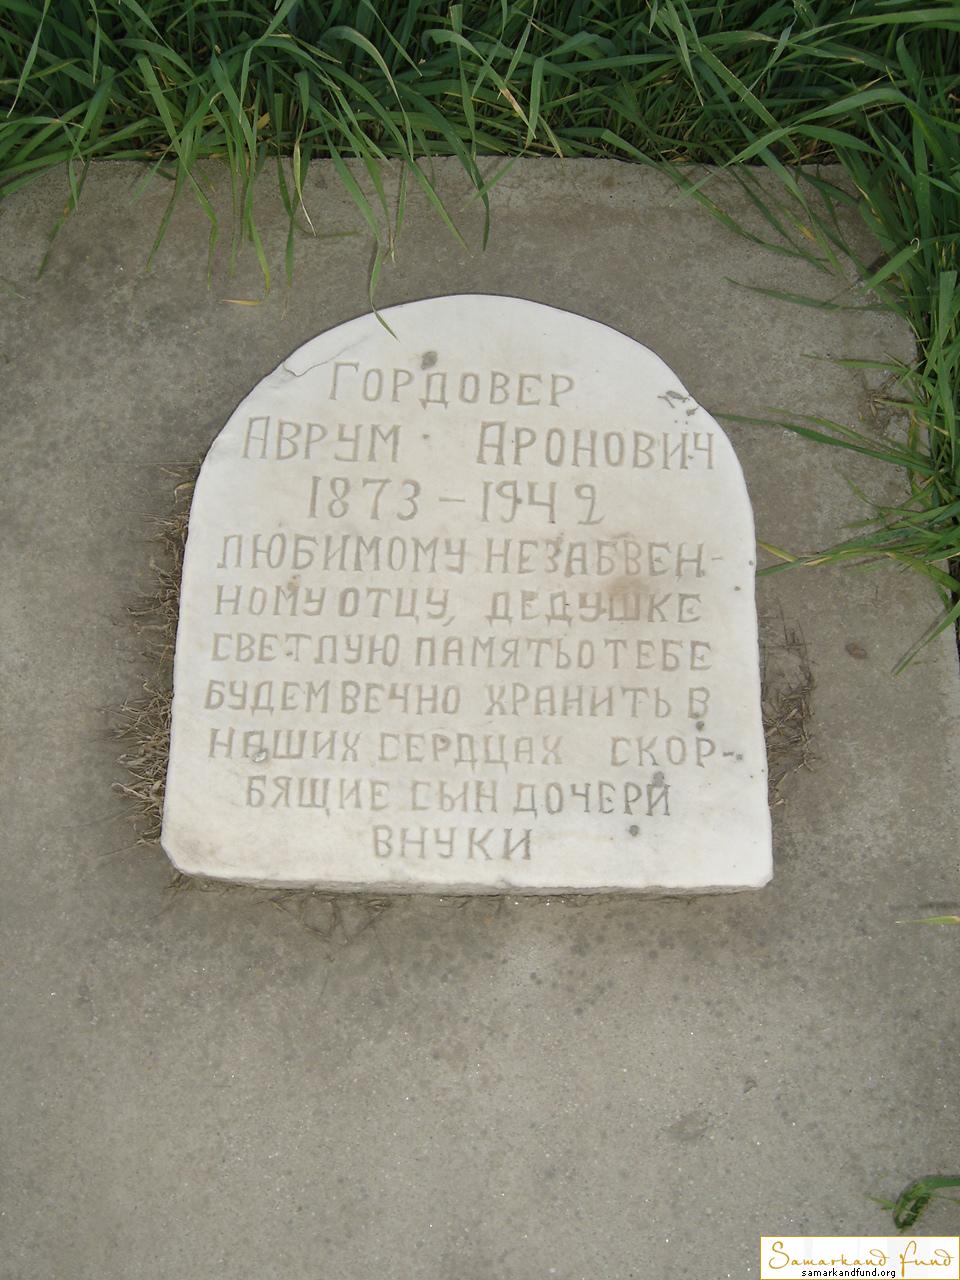 ГОРДОВЕР
АВРУМ АРОНОВИЧ
1873 – 1942
ЛЮБИМОМУ НЕЗАБВЕН-
НОМУ ОТЦУ, ДЕДУШКЕ
СВЕТЛУЮ ПАМЯТЬ О ТЕБЕ
БУДЕМ ВЕЧНО ХРАНИТЬ В
НАШИХ СЕРДЦАХ СКОР-
БЯЩИЕ СЫН ДОЧЕРИ
ВНУКИ
Samarkand fund
samarkandfund.org